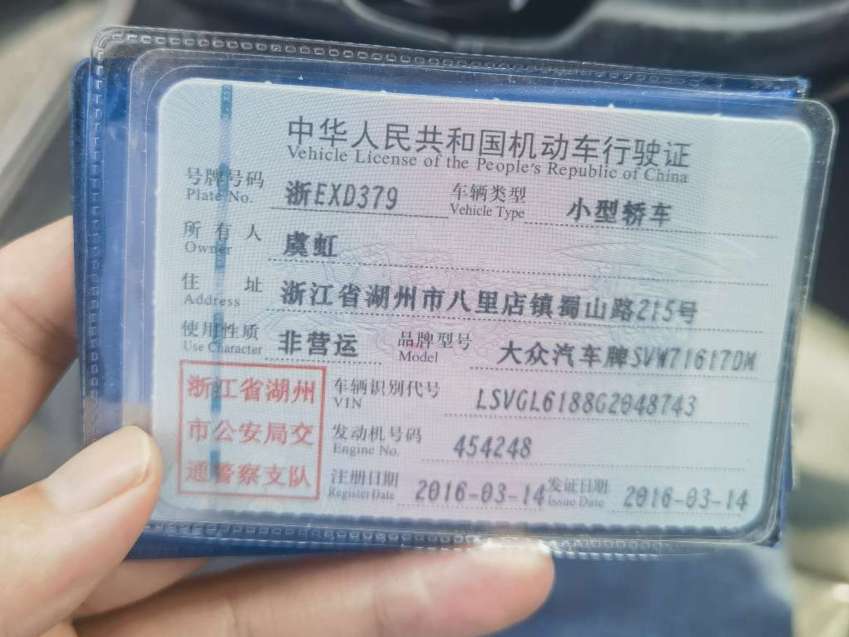 中华人民共和国机动车行驶证
Vehicle License of the People's Republic of China
号牌号码 浙EXD379 车辆类型 小型轿车
Plate No. Vehicle Type
所有人 虞虹
Owner
住址 浙江省湖州市八里店镇蜀山路215号
Address
使用性质 非营运 品牌型号 大众汽车牌SVW71617DM
Use Character Model
浙江省湖州
市公安局交
通警察支队
车辆识别代号 LSVGL6188G2048743
VIN
发动机号码 454248
Engine No.
注册日期 2016-03-14 发证日期 2016-03-14
Register Date Issue Date